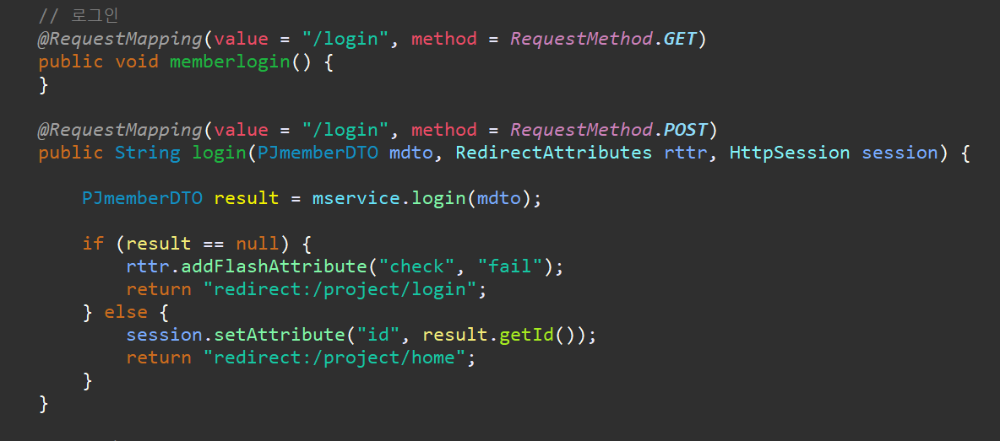 // 로그인
@RequestMapping(value = "/login", method = RequestMethod.GET)
public void memberlogin() {
}
@RequestMapping(value = "/login", method = RequestMethod.POST)
public String login(PJmemberDTO mdto, RedirectAttributes rttr, HttpSession session) {
PJmemberDTO result = mservice.login(mdto);
if (result == null) {
rttr.addFlashAttribute("check", "fail");
return "redirect:/project/login";
} else {
session.setAttribute("id", result.getId());
return "redirect:/project/home";
}
}